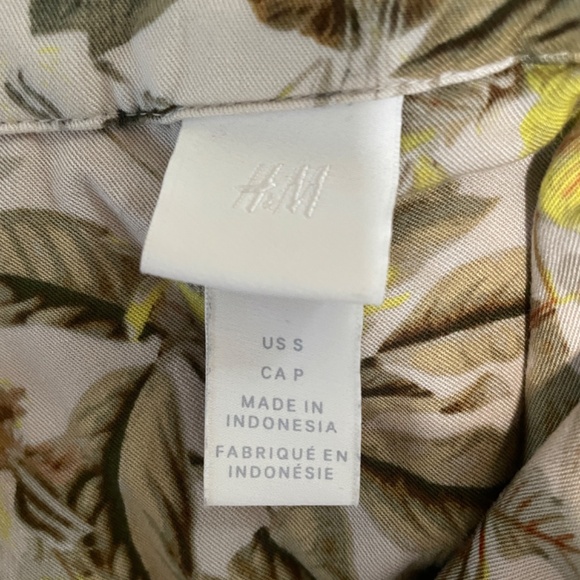 H&M
US S
CA P
MADE IN
INDONESIA
FABRIQUÉ EN
INDONÉSIE